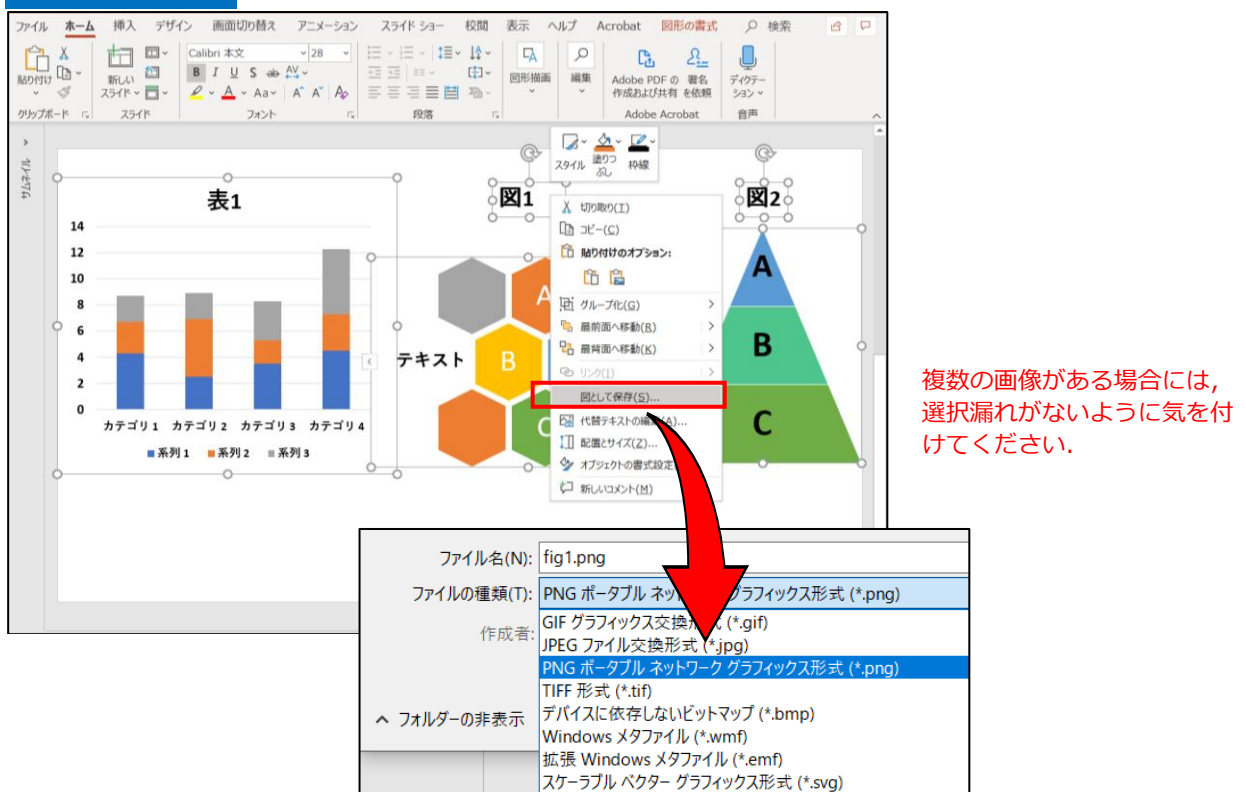 ファイル ホーム 挿入 デザイン 画面切り替え アニメーション スライド ショー 校閲 表示 ヘルプ Acrobat 図形の書式 検索
Calibri 本文 28
貼り付け
新しい
スライド
B I U S ab AV
A Aa A A A
図形描画
編集
Adobe PDF の
作成および共有
署名
を依頼
ディクテー
ション
クリップボード スライド フォント 段落 Adobe Acrobat 音声
サムネイル
スタイル
塗りつ
ぶし
枠線
表1
14
12
10
8
6
4
2
0
カテゴリ 1 カテゴリ 2 カテゴリ 3 カテゴリ 4
系列 1 系列 2 系列 3
図1
A
テキスト
B
C
切り取り(T)
コピー(C)
貼り付けのオプション:
グループ化(G)
最前面へ移動(R)
最背面へ移動(K)
リンク(I)
図として保存(S)...
代替テキストの編集(A)...
配置とサイズ(Z)...
オブジェクトの書式設定
新しいコメント(M)
図2
A
B
C
複数の画像がある場合には,
選択漏れがないように気を付
けてください.
ファイル名(N): fig1.png
ファイルの種類(T): PNG ポータブル ネットワーク グラフィックス形式 (*.png)
作成者:
GIF グラフィックス交換形式 (*.gif)
JPEG ファイル交換形式 (*.jpg)
PNG ポータブル ネットワーク グラフィックス形式 (*.png)
TIFF 形式 (*.tif)
デバイスに依存しないビットマップ (*.bmp)
Windows メタファイル (*.wmf)
拡張 Windows メタファイル (*.emf)
スケーラブル ベクター グラフィックス形式 (*.svg)
フォルダーの非表示